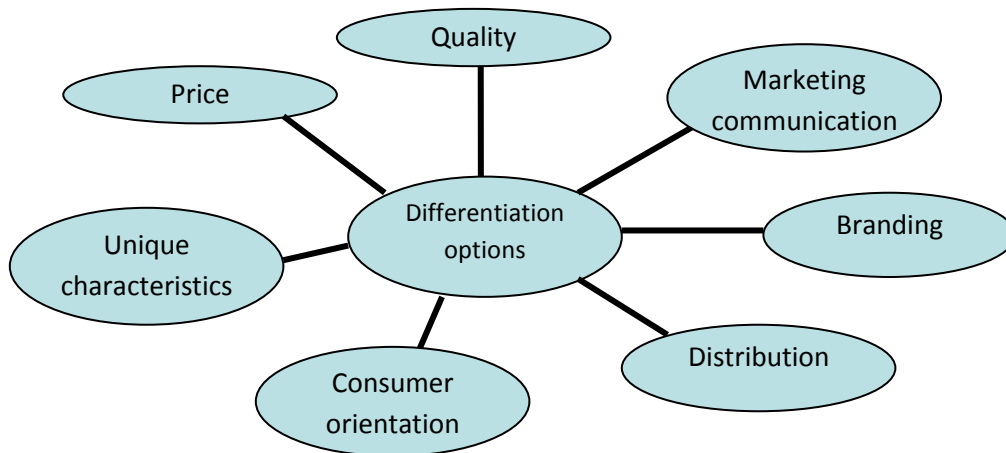 Quality
Marketing
communication
Price
Differentiation
options
Branding
Unique
characteristics
Distribution
Consumer
orientation